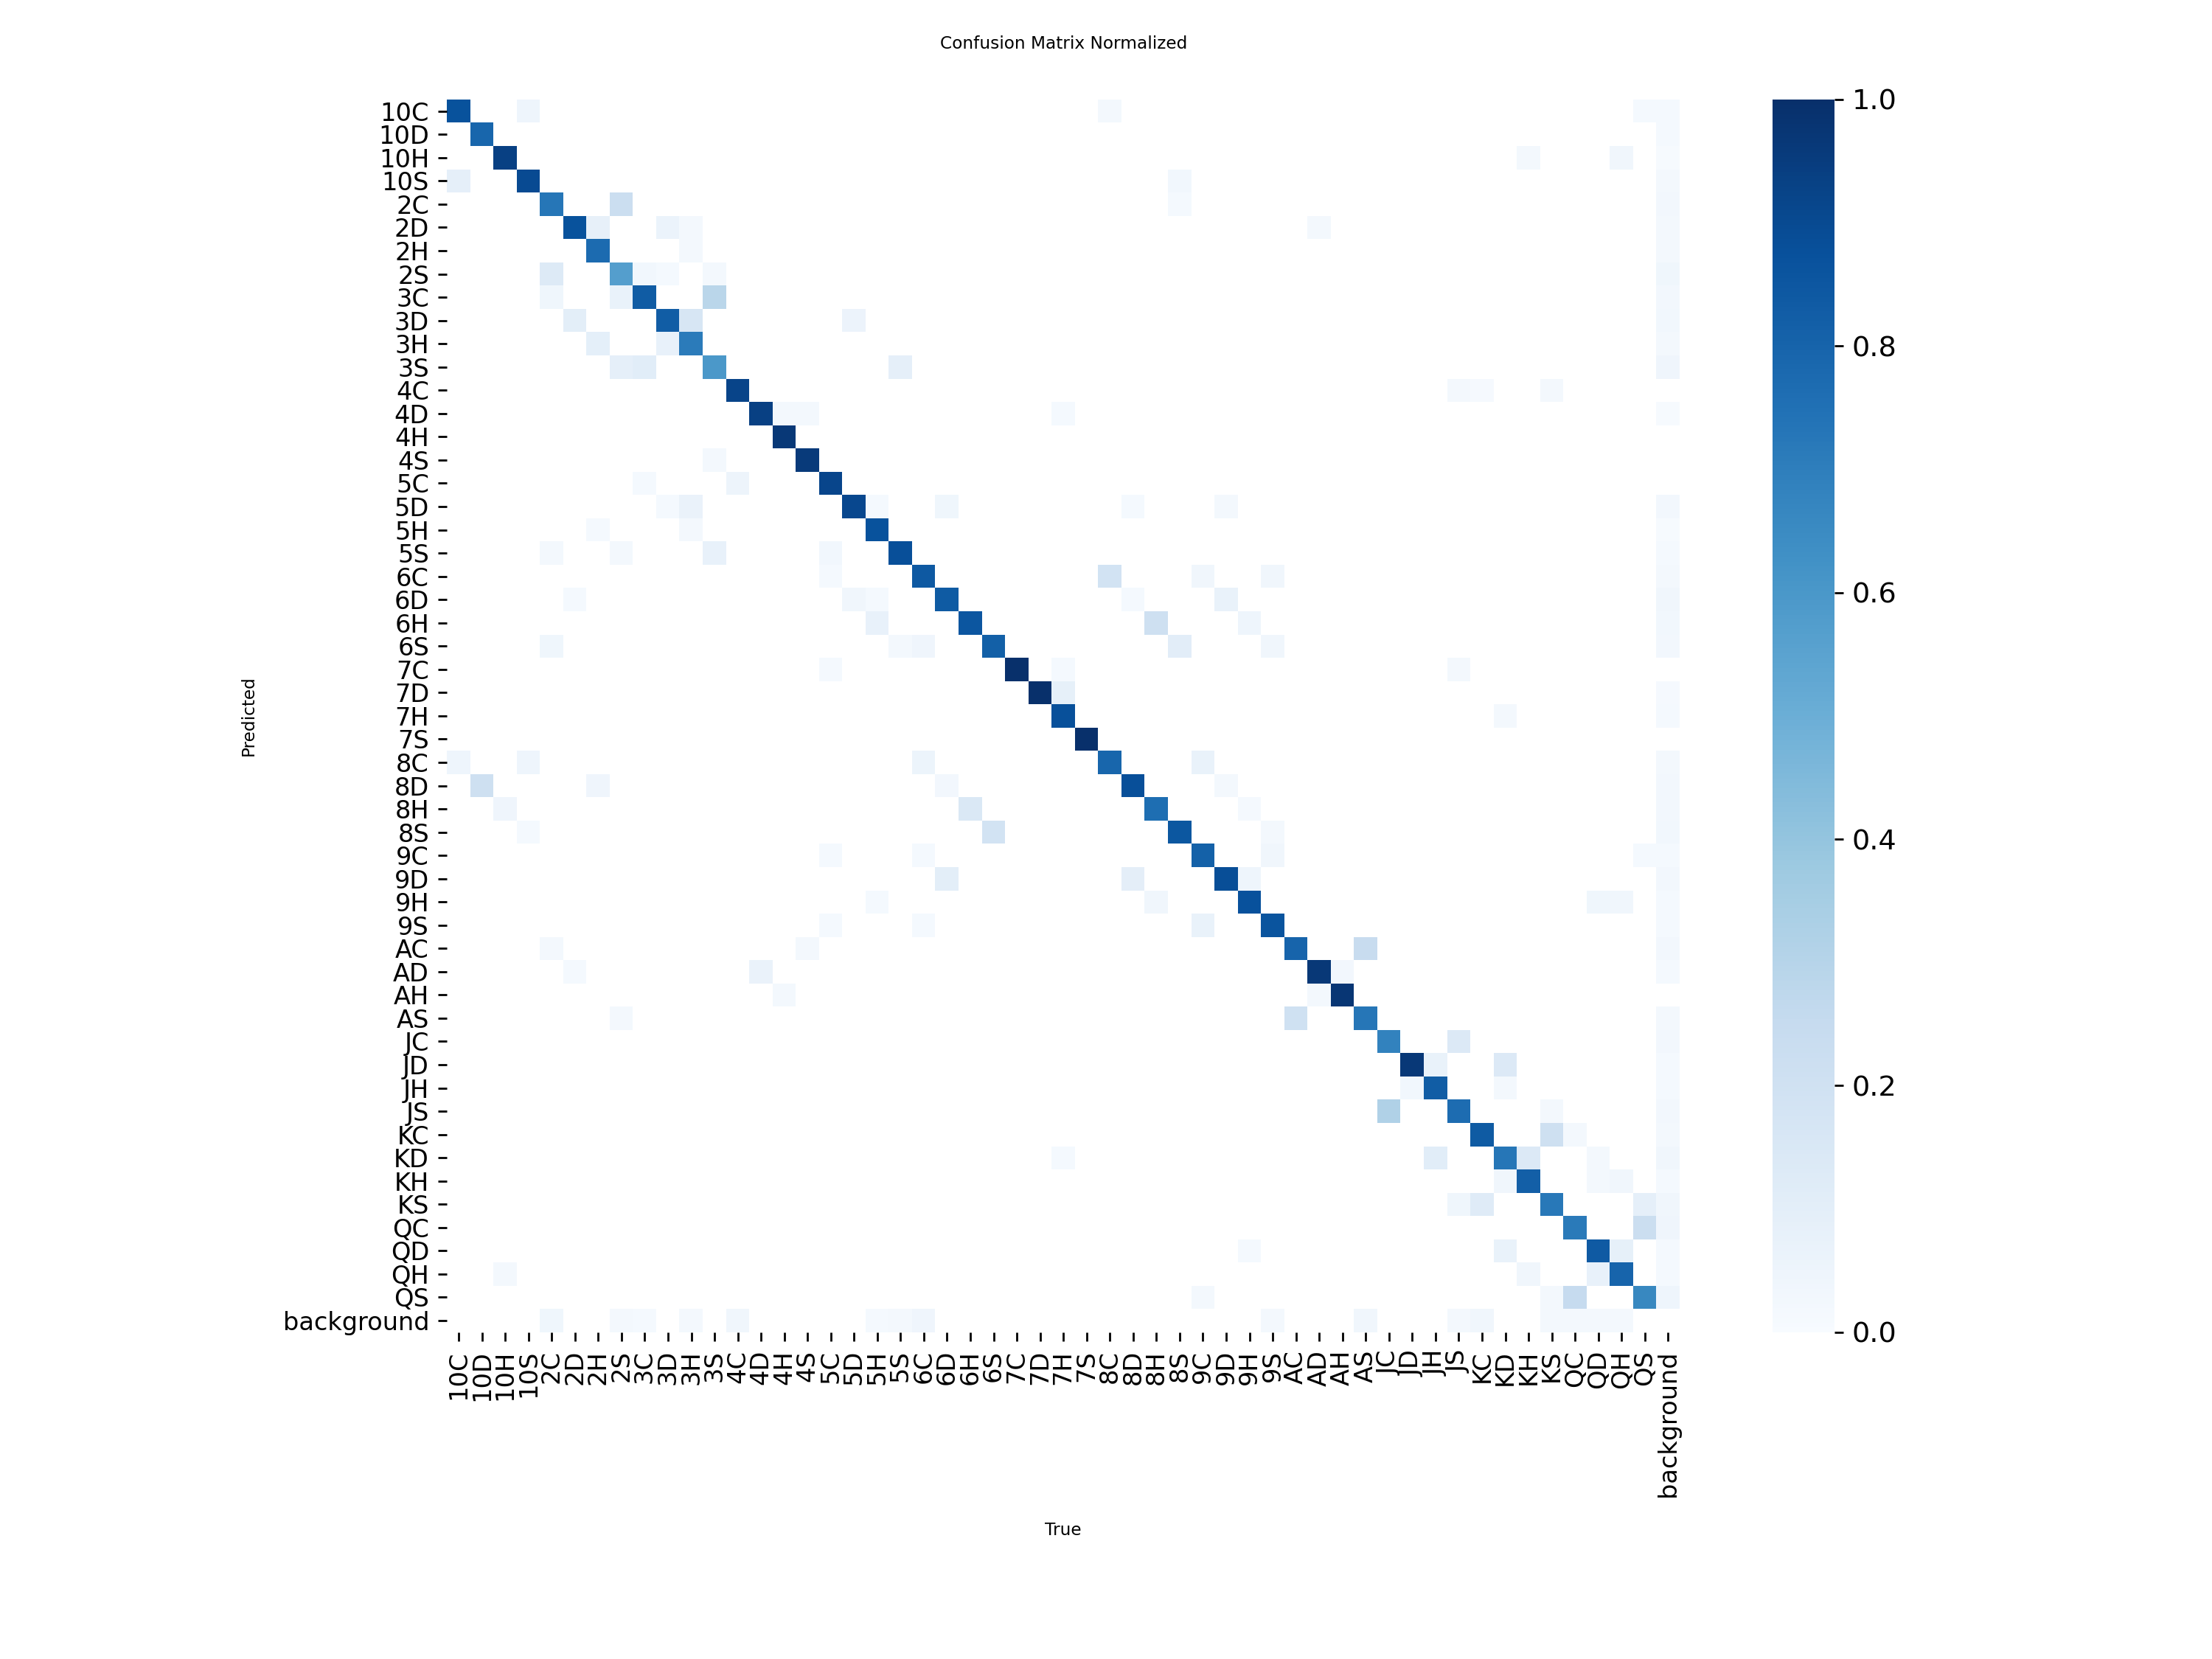 Confusion Matrix Normalized
10C
10D
10H
10S
2C
2D
2H
2S
3C
3D
3H
3S
4C
4D
4H
4S
5C
5D
5H
5S
6C
6D
6H
6S
7C
7D
7H
7S
8C
8D
8H
8S
9C
9D
9H
9S
AC
AD
AH
AS
JC
JD
JH
JS
KC
KD
KH
KS
QC
QD
QH
QS
background
Predicted
10C 10D 10H 10S 2C 2D 2H 2S 3C 3D 3H 3S 4C 4D 4H 4S 5C 5D 5H 5S 6C 6D 6H 6S 7C 7D 7H 7S 8C 8D 8H 8S 9C 9D 9H 9S AC AD AH AS JC JD JH JS KC KD KH KS QC QD QH QS background
True
1.0
0.8
0.6
0.4
0.2
0.0